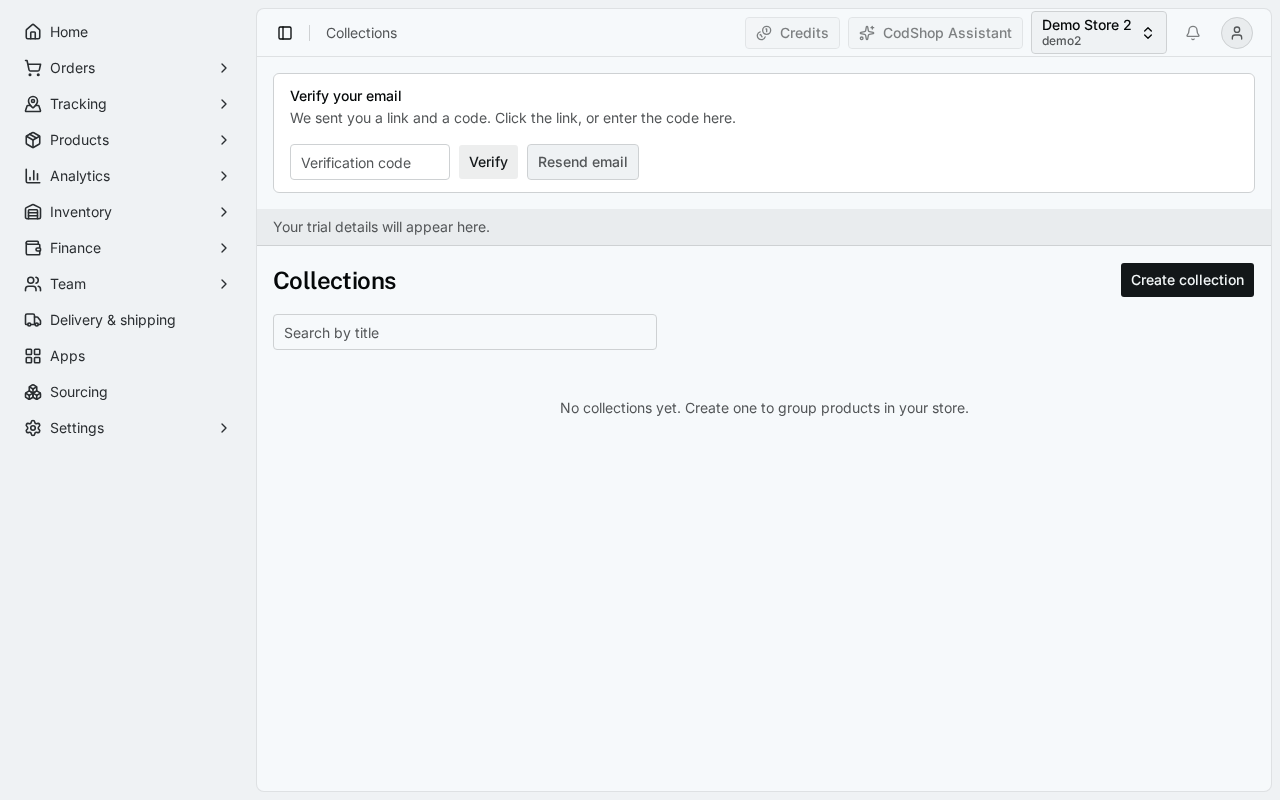 Home
Orders
Tracking
Products
Analytics
Inventory
Finance
Team
Delivery & shipping
Apps
Sourcing
Settings
Collections
Credits
CodShop Assistant
Demo Store 2
demo2
Verify your email
We sent you a link and a code. Click the link, or enter the code here.
Verification code
Verify
Resend email
Your trial details will appear here.
Collections
Create collection
Search by title
No collections yet. Create one to group products in your store.